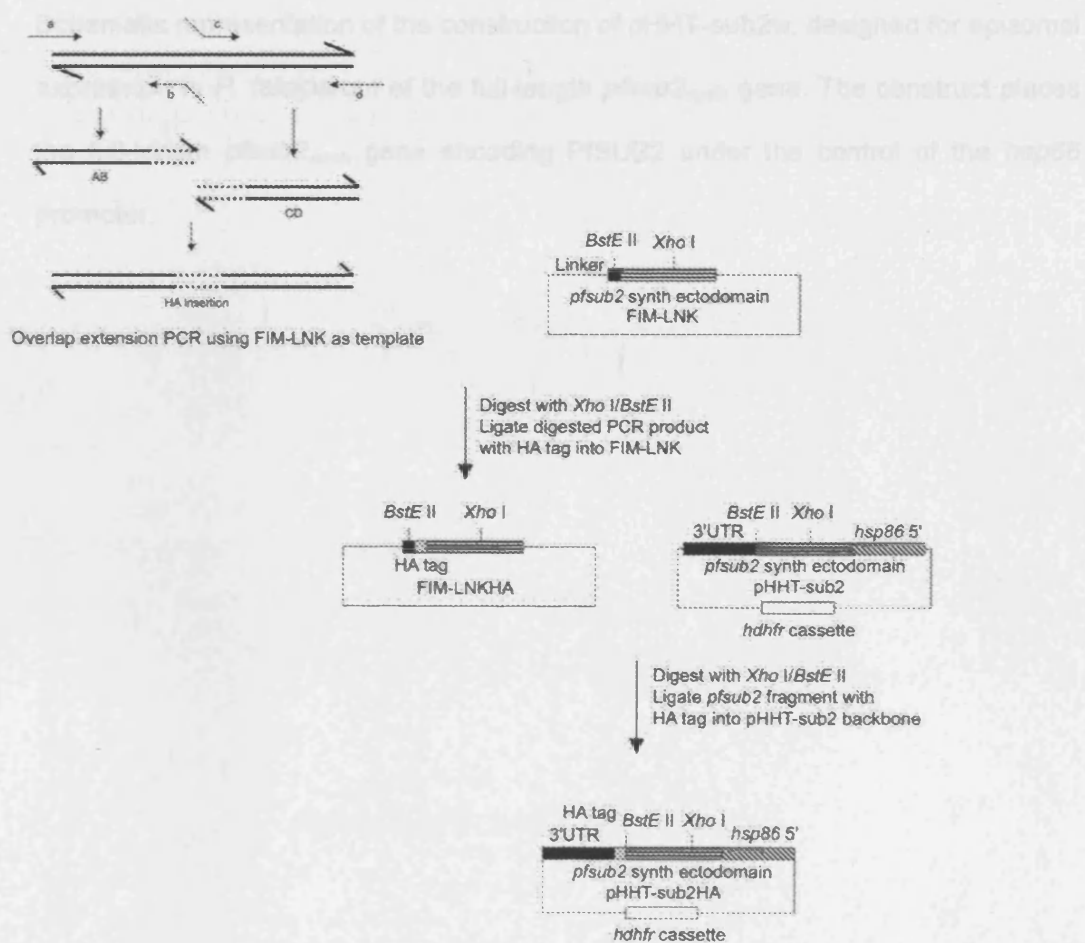 Schematic representation of the construction of pHHT-sub2ha, designed for episomal
expression in P. falciparum of the full-length pfsub2 gene. The construct places
the full-length pfsub2 gene encoding PfSUB2 under the control of the hsp86
promoter.
a
b
d
AB
CD
HA insertion
Overlap extension PCR using FIM-LNK as template
BstE II Xho I
Linker
pfsub2 synth ectodomain
FIM-LNK
Digest with Xho I/BstE II
Ligate digested PCR product
with HA tag into FIM-LNK
BstE II Xho I
HA tag
FIM-LNKHA
BstE II Xho I
3'UTR hsp86 5'
pfsub2 synth ectodomain
pHHT-sub2
hdhfr cassette
Digest with Xho I/BstE II
Ligate pfsub2 fragment with
HA tag into pHHT-sub2 backbone
HA tag BstE II Xho I
3'UTR hsp86 5'
pfsub2 synth ectodomain
pHHT-sub2HA
hdhfr cassette